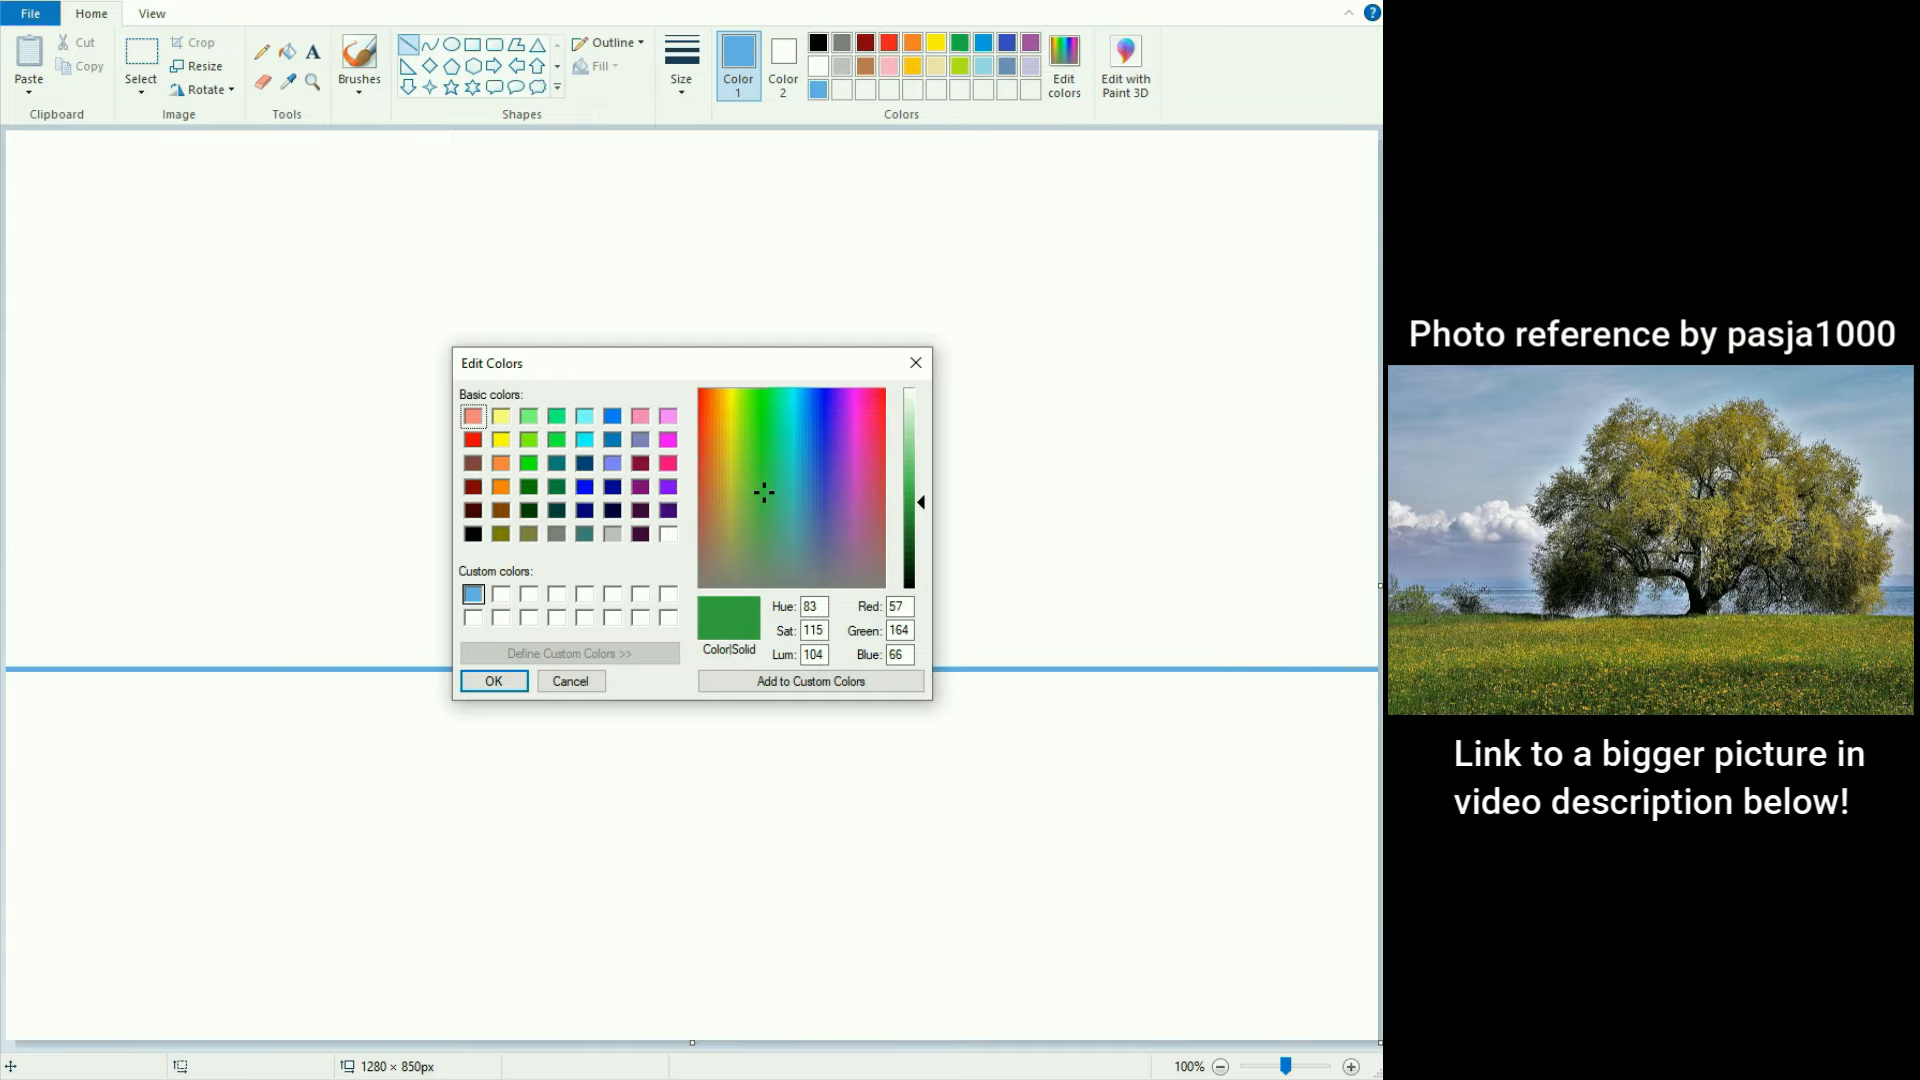 File Home View
Paste
Cut
Copy
Clipboard
Select
Crop
Resize
Rotate
Image
A
Tools
Brushes
Outline
Fill
Shapes
Size
Color 1
Color 2
Edit colors
Colors
Edit with Paint 3D
?
Edit Colors
Basic colors:
Custom colors:
Define Custom Colors >>
OK Cancel
Color|Solid
Hue: 83 Red: 57
Sat: 115 Green: 164
Lum: 104 Blue: 66
Add to Custom Colors
1280 × 850px
100%
Photo reference by pasja1000
Link to a bigger picture in
video description below!